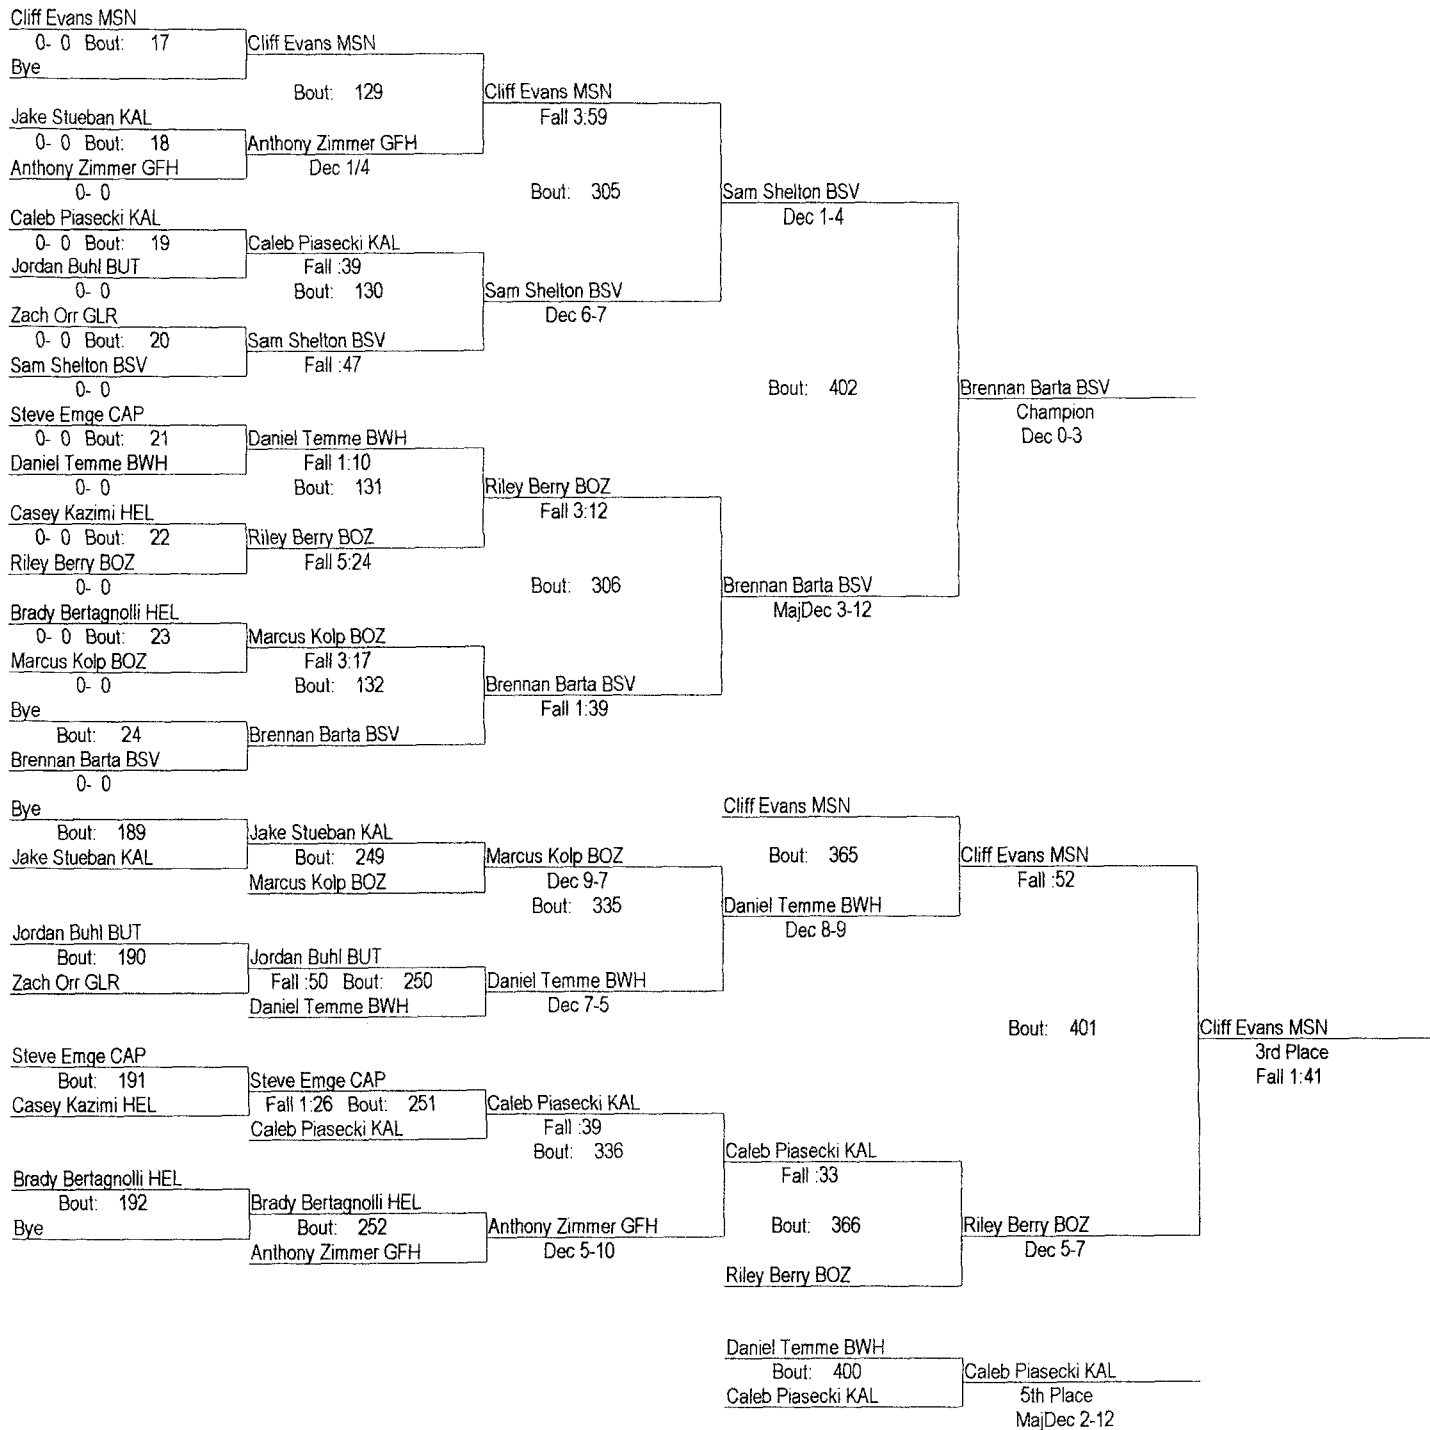 Cliff Evans MSN
0- 0 Bout: 17
Bye
Cliff Evans MSN
Bout: 129
Jake Stueban KAL
0- 0 Bout: 18
Anthony Zimmer GFH
0- 0
Anthony Zimmer GFH
Dec 1/4
Cliff Evans MSN
Fall 3:59
Bout: 305
Caleb Piasecki KAL
0- 0 Bout: 19
Jordan Buhl BUT
0- 0
Caleb Piasecki KAL
Fall :39
Bout: 130
Zach Orr GLR
0- 0 Bout: 20
Sam Shelton BSV
0- 0
Sam Shelton BSV
Fall :47
Sam Shelton BSV
Dec 6-7
Sam Shelton BSV
Dec 1-4
Bout: 402
Brennan Barta BSV
Champion
Dec 0-3
Steve Emge CAP
0- 0 Bout: 21
Daniel Temme BWH
0- 0
Daniel Temme BWH
Fall 1:10
Bout: 131
Casey Kazimi HEL
0- 0 Bout: 22
Riley Berry BOZ
0- 0
Riley Berry BOZ
Fall 5:24
Riley Berry BOZ
Fall 3:12
Bout: 306
Brennan Barta BSV
MajDec 3-12
Brady Bertagnolli HEL
0- 0 Bout: 23
Marcus Kolp BOZ
0- 0
Marcus Kolp BOZ
Fall 3:17
Bout: 132
Bye
Bout: 24
Brennan Barta BSV
0- 0
Brennan Barta BSV
Brennan Barta BSV
Fall 1:39
Bye
Bout: 189
Jake Stueban KAL
Jake Stueban KAL
Bout: 249
Marcus Kolp BOZ
Marcus Kolp BOZ
Dec 9-7
Bout: 335
Cliff Evans MSN
Bout: 365
Daniel Temme BWH
Dec 8-9
Cliff Evans MSN
Fall :52
Jordan Buhl BUT
Bout: 190
Zach Orr GLR
Jordan Buhl BUT
Fall :50 Bout: 250
Daniel Temme BWH
Daniel Temme BWH
Dec 7-5
Bout: 401
Cliff Evans MSN
3rd Place
Fall 1:41
Steve Emge CAP
Bout: 191
Casey Kazimi HEL
Steve Emge CAP
Fall 1:26 Bout: 251
Caleb Piasecki KAL
Caleb Piasecki KAL
Fall :39
Bout: 336
Brady Bertagnolli HEL
Bout: 192
Bye
Brady Bertagnolli HEL
Bout: 252
Anthony Zimmer GFH
Anthony Zimmer GFH
Dec 5-10
Caleb Piasecki KAL
Fall :33
Bout: 366
Riley Berry BOZ
Riley Berry BOZ
Dec 5-7
Daniel Temme BWH
Bout: 400
Caleb Piasecki KAL
Caleb Piasecki KAL
5th Place
MajDec 2-12